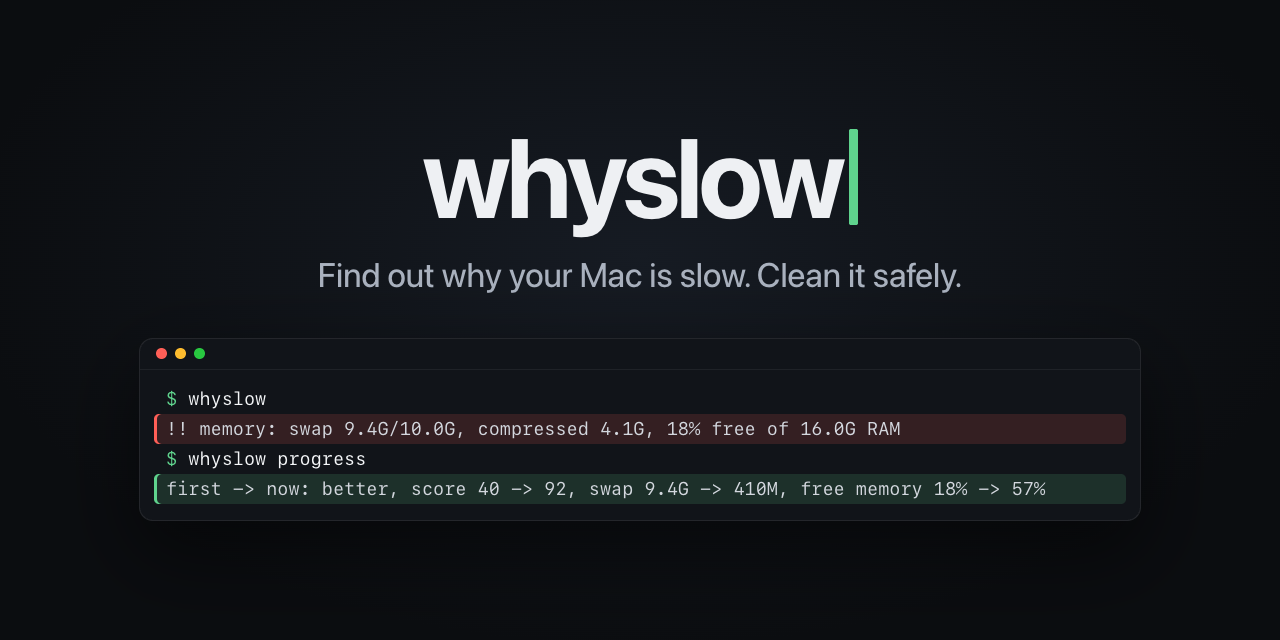 whyslow
Find out why your Mac is slow. Clean it safely.
$ whyslow
!! memory: swap 9.4G/10.0G, compressed 4.1G, 18% free of 16.0G RAM
$ whyslow progress
first —> now: better, score 40 —> 92, swap 9.4G —> 410M, free memory 18% —> 57%